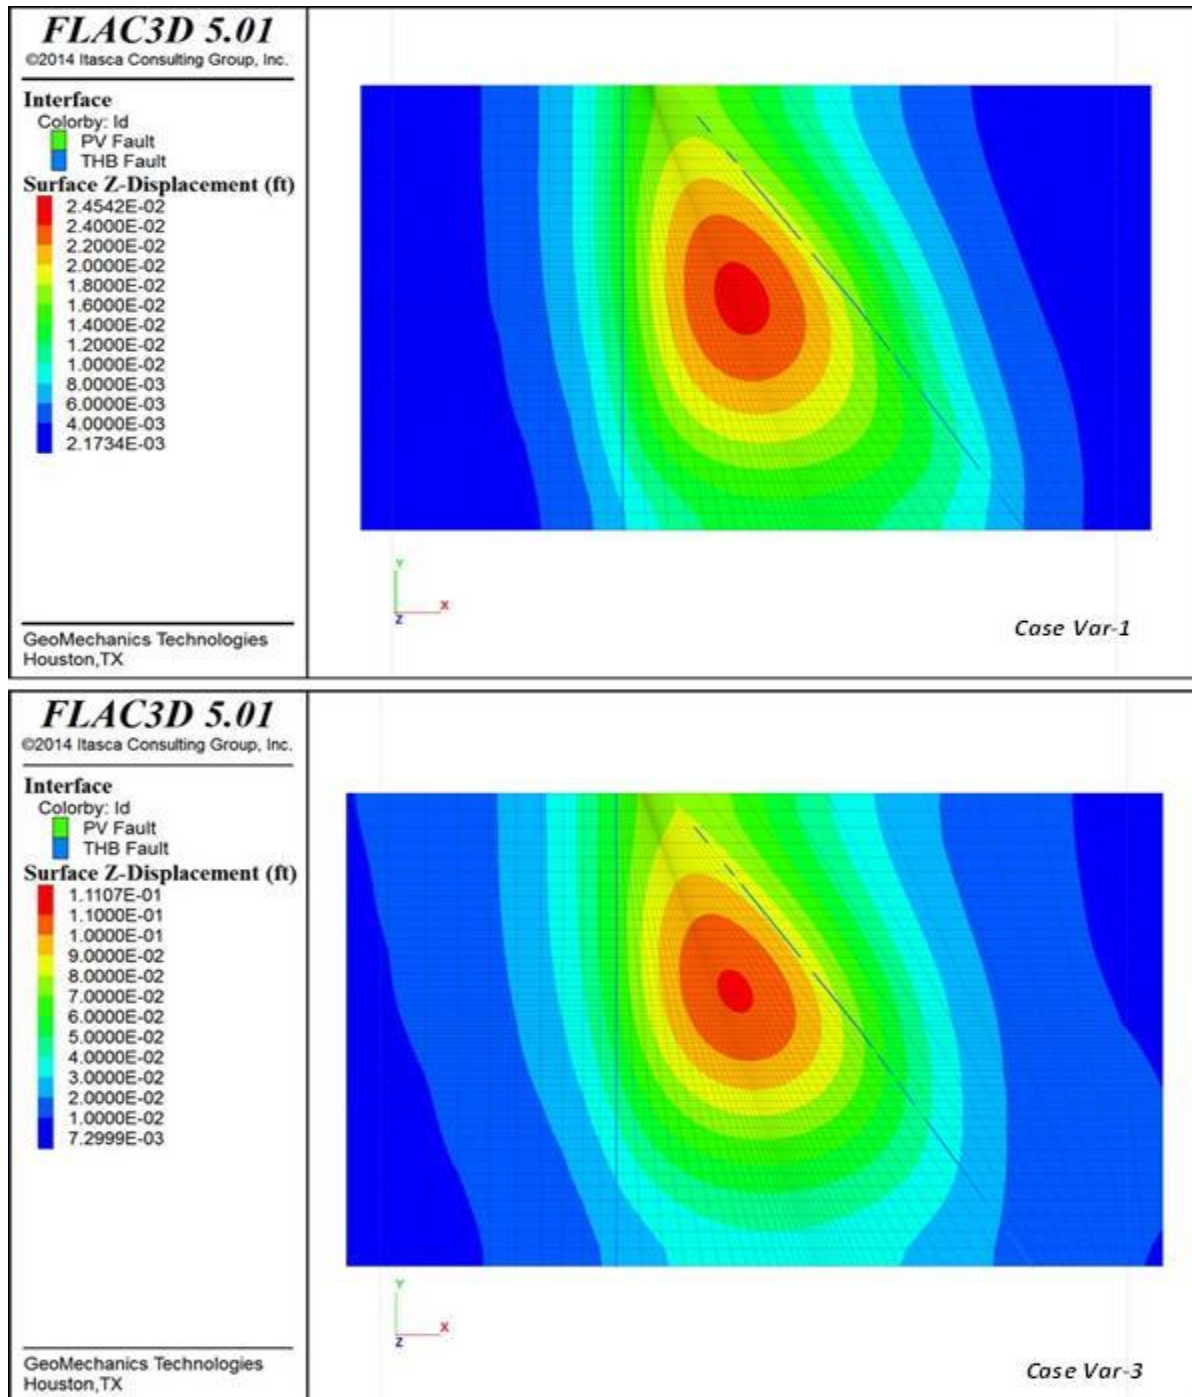 FLAC3D 5.01
©2014 Itasca Consulting Group, Inc.
Interface
Colorby: Id
PV Fault
THB Fault
Surface Z-Displacement (ft)
2.4542E-02
2.4000E-02
2.2000E-02
2.0000E-02
1.8000E-02
1.6000E-02
1.4000E-02
1.2000E-02
1.0000E-02
8.0000E-03
6.0000E-03
4.0000E-03
2.1734E-03
Y
X
Z
Case Var-1
GeoMechanics Technologies
Houston,TX
FLAC3D 5.01
©2014 Itasca Consulting Group, Inc.
Interface
Colorby: Id
PV Fault
THB Fault
Surface Z-Displacement (ft)
1.1107E-01
1.1000E-01
1.0000E-01
9.0000E-02
8.0000E-02
7.0000E-02
6.0000E-02
5.0000E-02
4.0000E-02
3.0000E-02
2.0000E-02
1.0000E-02
7.2999E-03
Y
X
Z
Case Var-3
GeoMechanics Technologies
Houston,TX